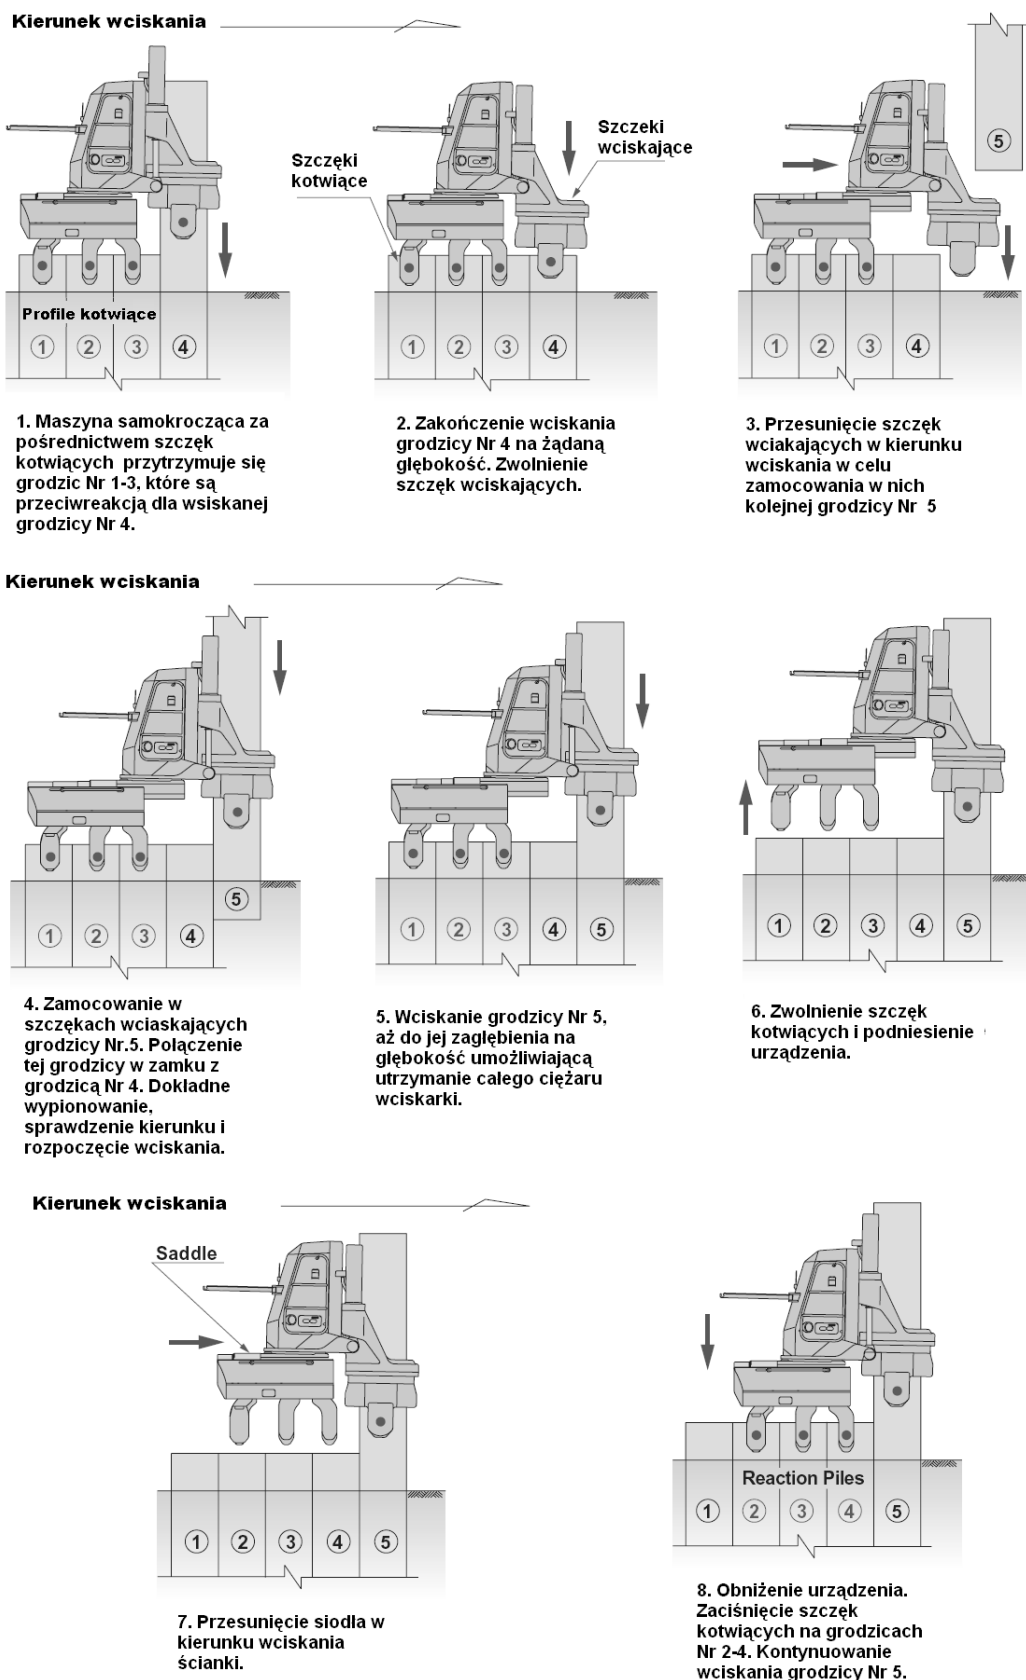 Kierunek wciskania
5
Szczęki
kotwiące
Szczeki
wciskające
Profile kotwiące
1 2 3 4
1 2 3 4
1 2 3 4
1. Maszyna samokrocząca za
pośrednictwem szczęk
kotwiących przytrzymuje się
grodzic Nr 1-3, które są
przeciwreakcją dla wsiskanej
grodzicy Nr 4.
2. Zakończenie wciskania
grodzicy Nr 4 na żądaną
głębokość. Zwolnienie
szczęk wciskających.
3. Przesunięcie szczęk
wciakających w kierunku
wciskania w celu
zamocowania w nich
kolejnej grodzicy Nr 5
Kierunek wciskania
1 2 3 4 5
1 2 3 4 5
1 2 3 4 5
4. Zamocowanie w
szczękach wciaskających
grodzicy Nr.5. Połączenie
tej grodzicy w zamku z
grodzicą Nr 4. Dokładne
wypionowanie,
sprawdzenie kierunku i
rozpoczęcie wciskania.
5. Wciskanie grodzicy Nr 5,
aż do jej zagłębienia na
głębokość umożliwiającą
utrzymanie całego ciężaru
wciskarki.
6. Zwolnienie szczęk
kotwiących i podniesienie
urządzenia.
Kierunek wciskania
Saddle
1 2 3 4 5
Reaction Piles
1 2 3 4 5
7. Przesunięcie siodła w
kierunku wciskania
ścianki.
8. Obniżenie urządzenia.
Zaciśnięcie szczęk
kotwiących na grodzicach
Nr 2-4. Kontynuowanie
wciskania grodzicy Nr 5.